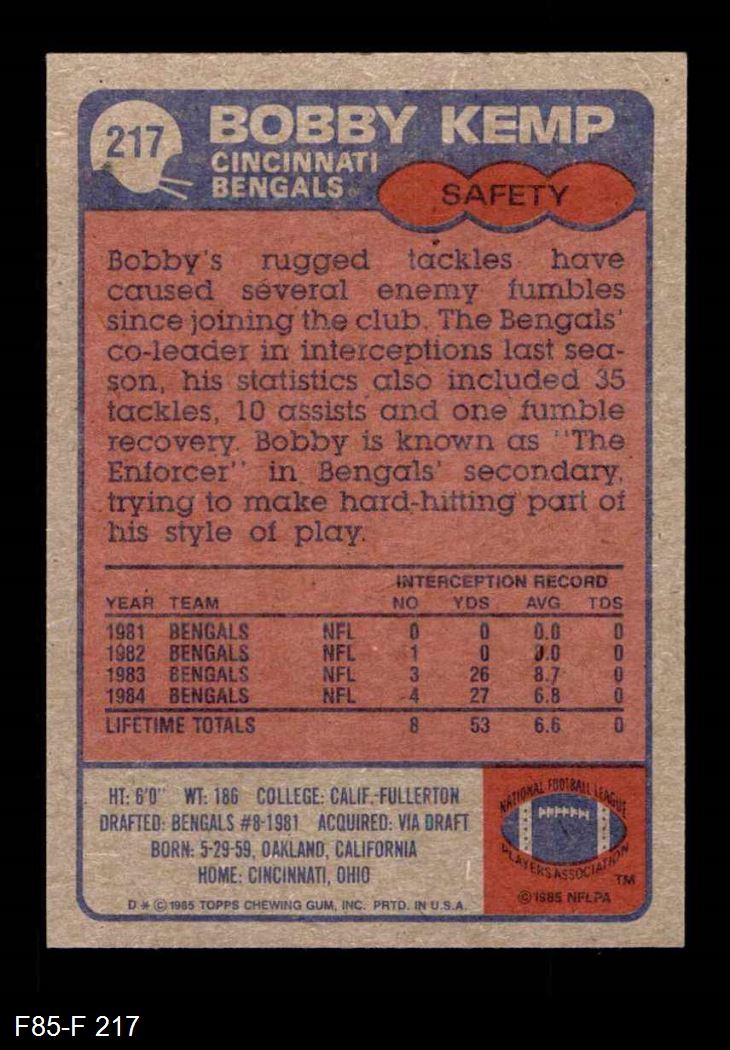 217
BOBBY KEMP
CINCINNATI
BENGALS
SAFETY
Bobby's rugged tackles have
caused several enemy fumbles
since joining the club. The Bengals'
co-leader in interceptions last sea-
son, his statistics also included 35
tackles, 10 assists and one fumble
recovery. Bobby is known as "The
Enforcer" in Bengals' secondary,
trying to make hard-hitting part of
his style of play.
INTERCEPTION RECORD
YEAR TEAM NO YDS AVG TDS
1981 BENGALS NFL 0 0 0.0 0
1982 BENGALS NFL 1 0 0.0 0
1983 BENGALS NFL 3 26 8.7 0
1984 BENGALS NFL 4 27 6.8 0
LIFETIME TOTALS 8 53 6.6 0
HT: 6'0" WT: 186 COLLEGE: CALIF.-FULLERTON
DRAFTED: BENGALS #8-1981 ACQUIRED: VIA DRAFT
BORN: 5-29-59, OAKLAND, CALIFORNIA
HOME: CINCINNATI, OHIO
D * © 1985 TOPPS CHEWING GUM, INC. PRTD. IN U.S.A.
NATIONAL FOOTBALL LEAGUE
PLAYERS ASSOCIATION
TM
© 1985 NFLPA
F85-F 217